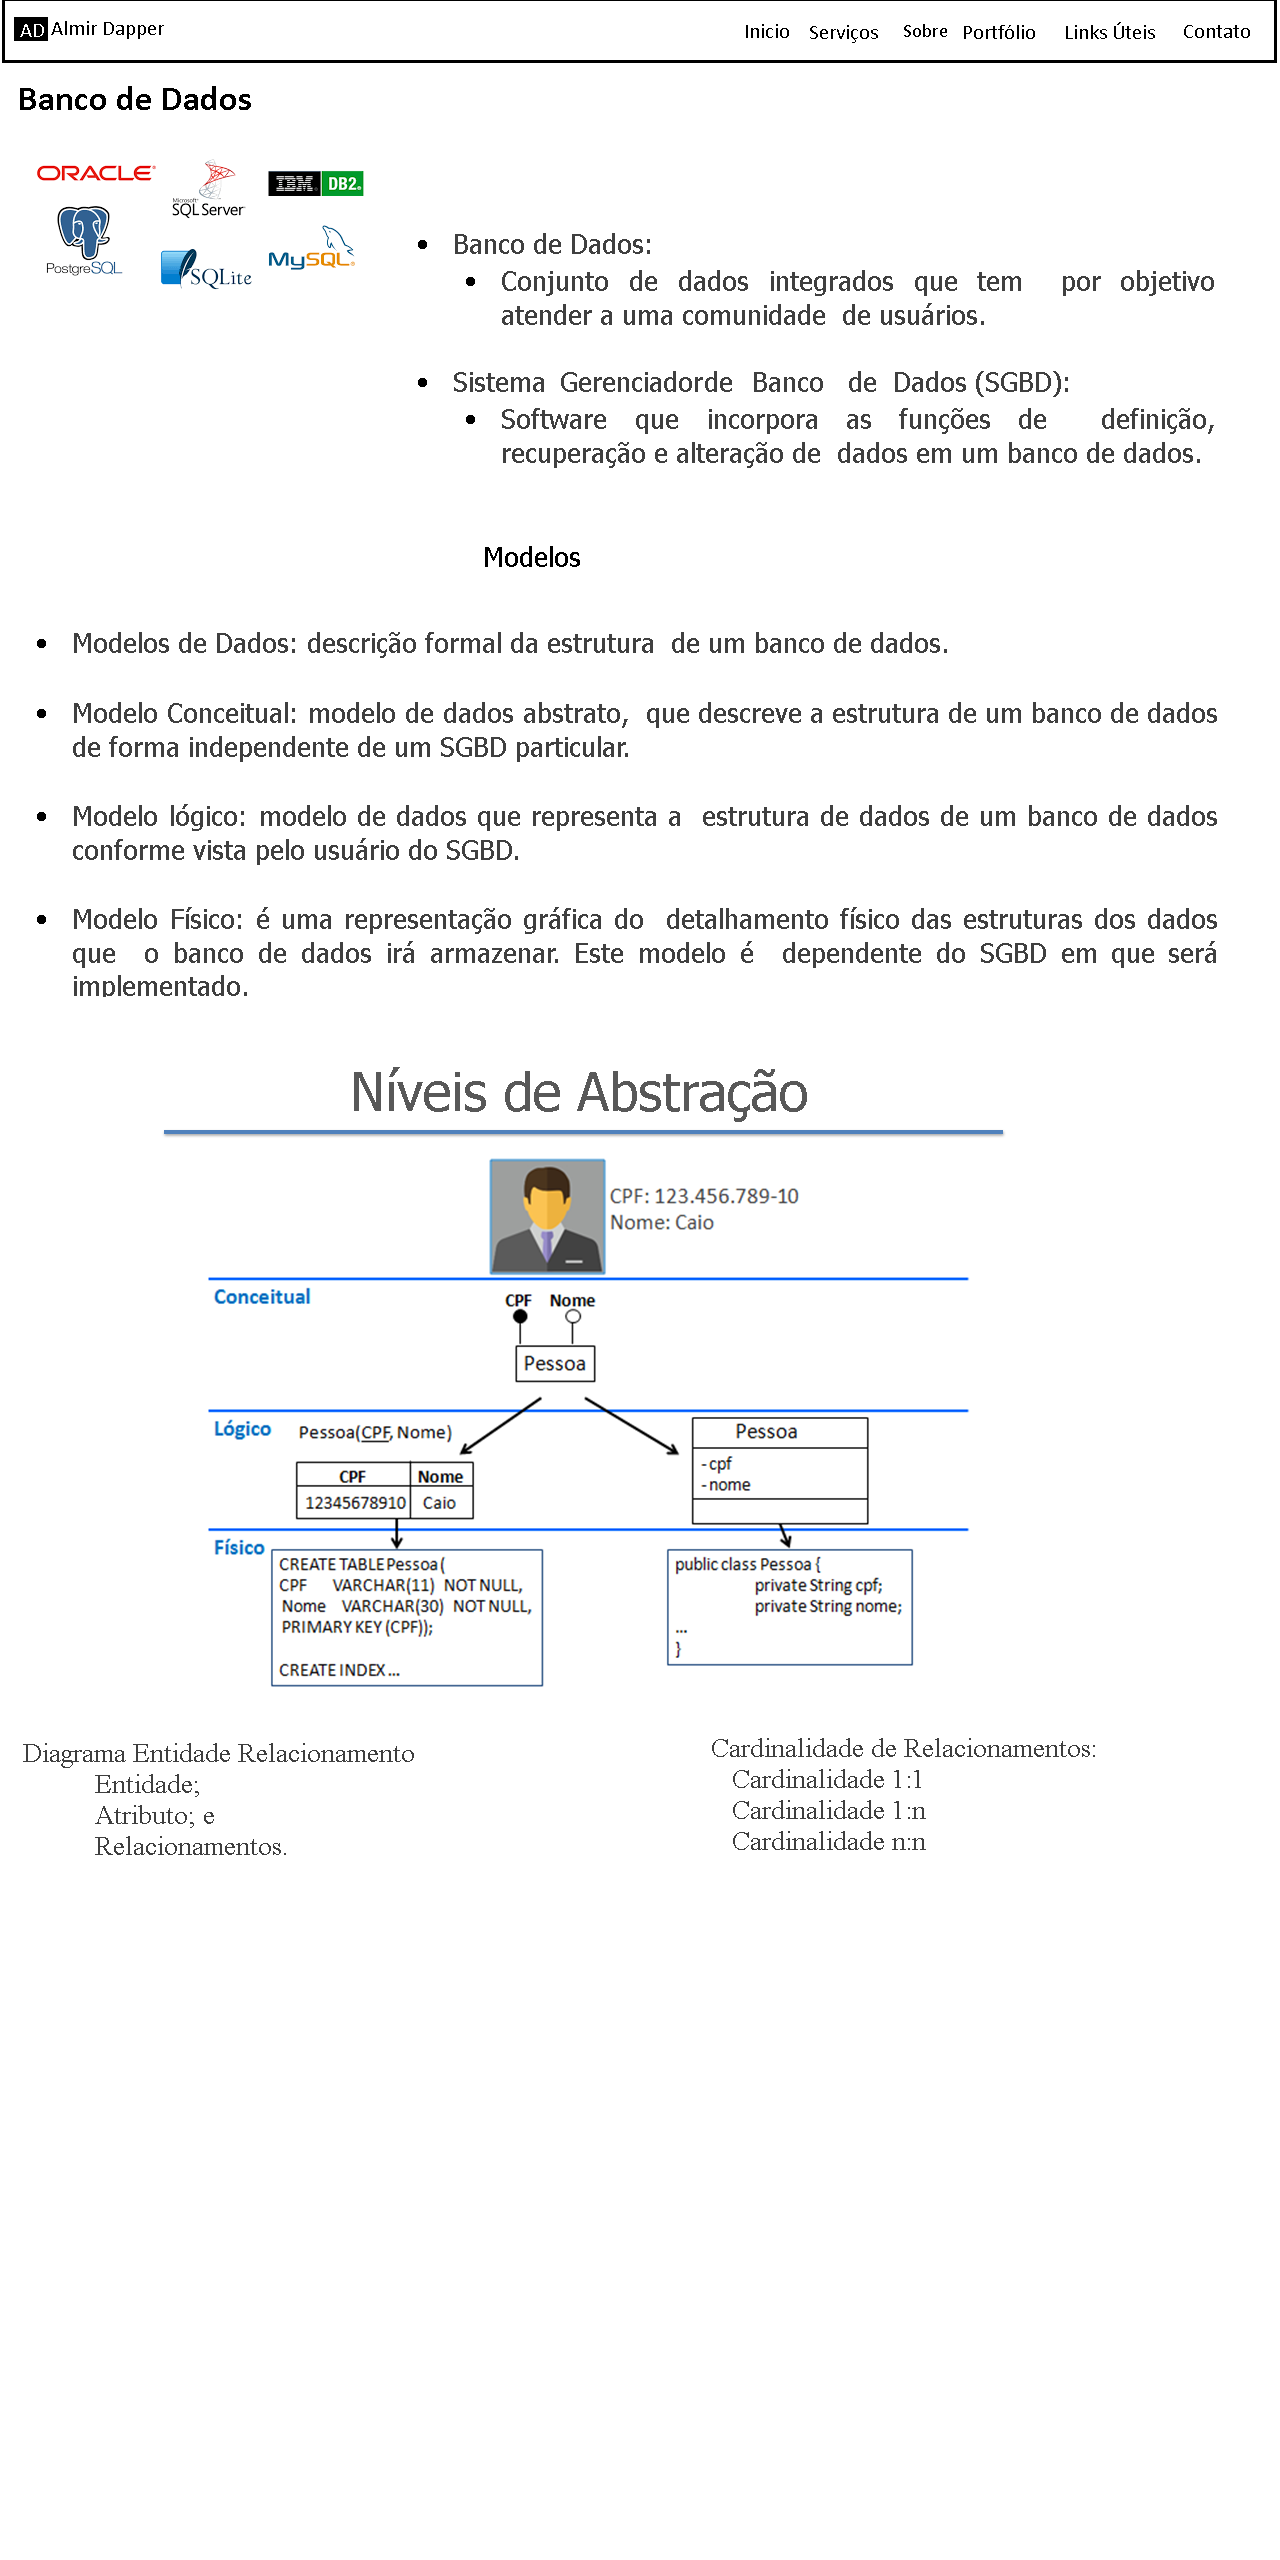 AD Almir Dapper
Inicio Serviços Sobre Portfólio Links Úteis Contato
Banco de Dados
ORACLE
Microsoft
SQL Server
IBM DB2
PostgreSQL
SQLite
MySQL
• Banco de Dados:
• Conjunto de dados integrados que tem por objetivo
atender a uma comunidade de usuários.
• Sistema Gerenciadorde Banco de Dados (SGBD):
• Software que incorpora as funções de definição,
recuperação e alteração de dados em um banco de dados.
Modelos
• Modelos de Dados: descrição formal da estrutura de um banco de dados.
• Modelo Conceitual: modelo de dados abstrato, que descreve a estrutura de um banco de dados
de forma independente de um SGBD particular.
• Modelo lógico: modelo de dados que representa a estrutura de dados de um banco de dados
conforme vista pelo usuário do SGBD.
• Modelo Físico: é uma representação gráfica do detalhamento físico das estruturas dos dados
que o banco de dados irá armazenar. Este modelo é dependente do SGBD em que será
implementado.
Níveis de Abstração
CPF: 123.456.789-10
Nome: Caio
Conceitual
CPF Nome
Pessoa
Lógico
Pessoa(CPF, Nome)
CPF Nome
12345678910 Caio
Pessoa
-cpf
-nome
Físico
CREATE TABLE Pessoa (
CPF VARCHAR(11) NOT NULL,
Nome VARCHAR(30) NOT NULL,
PRIMARY KEY (CPF));
CREATE INDEX ...
public class Pessoa {
private String cpf;
private String nome;
...
}
Diagrama Entidade Relacionamento
Entidade;
Atributo; e
Relacionamentos.
Cardinalidade de Relacionamentos:
Cardinalidade 1:1
Cardinalidade 1:n
Cardinalidade n:n